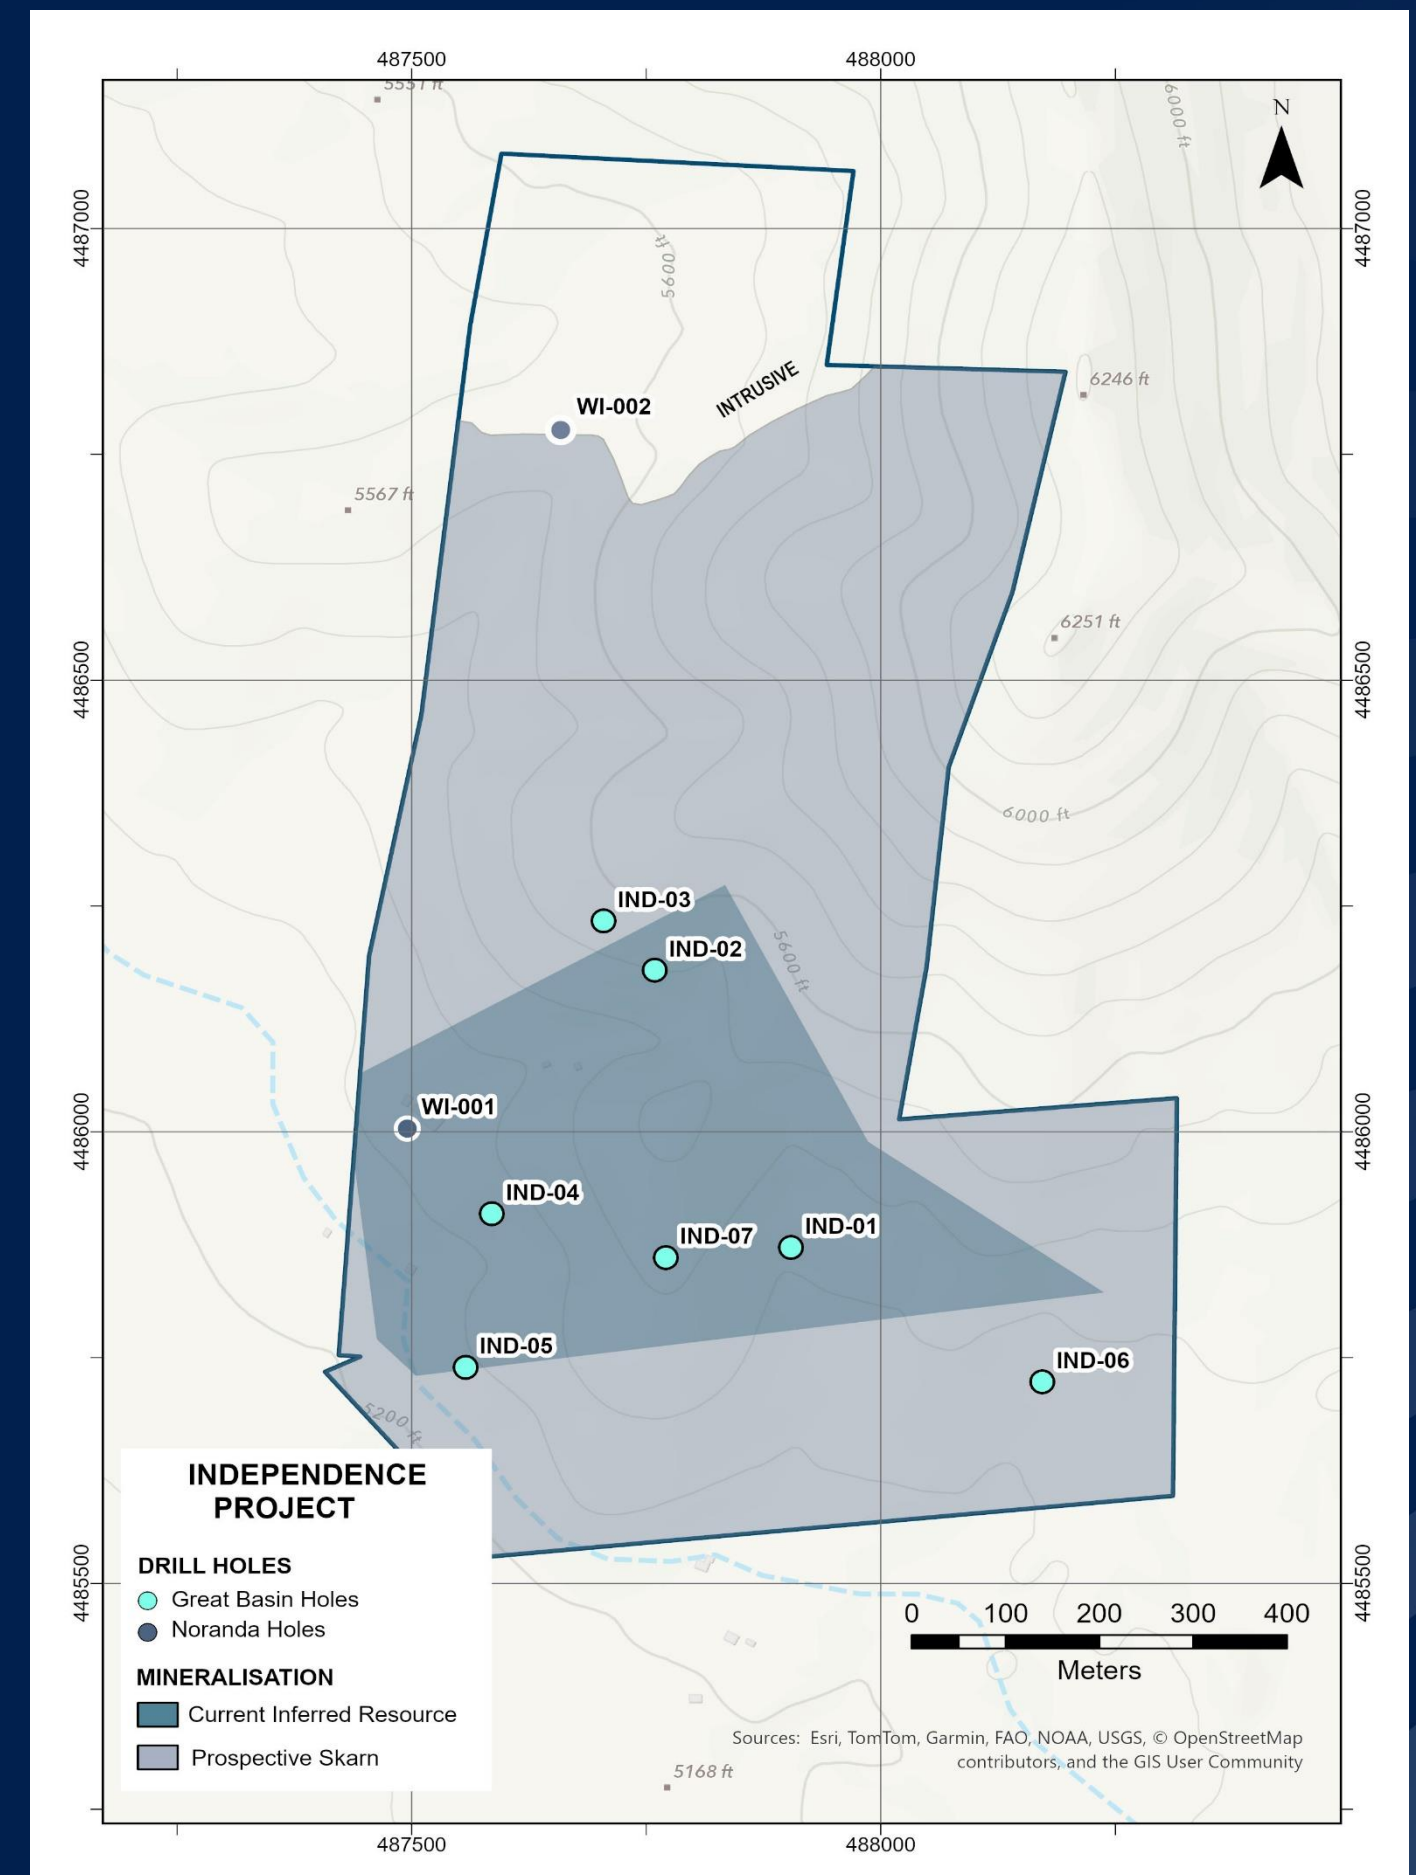 487500
488000
5551 ft
6000 ft
N
4487000
4487000
5600 ft
INTRUSIVE
6246 ft
WI-002
5567 ft
6251 ft
4486500
4486500
6000 ft
IND-03
IND-02
5600 ft
WI-001
4486000
4486000
IND-04
IND-07
IND-01
IND-05
IND-06
5200 ft
INDEPENDENCE
PROJECT
DRILL HOLES
Great Basin Holes
Noranda Holes
MINERALISATION
Current Inferred Resource
Prospective Skarn
4485500
4485500
0 100 200 300 400
Meters
Sources: Esri, TomTom, Garmin, FAO, NOAA, USGS, © OpenStreetMap
contributors, and the GIS User Community
5168 ft
487500
488000